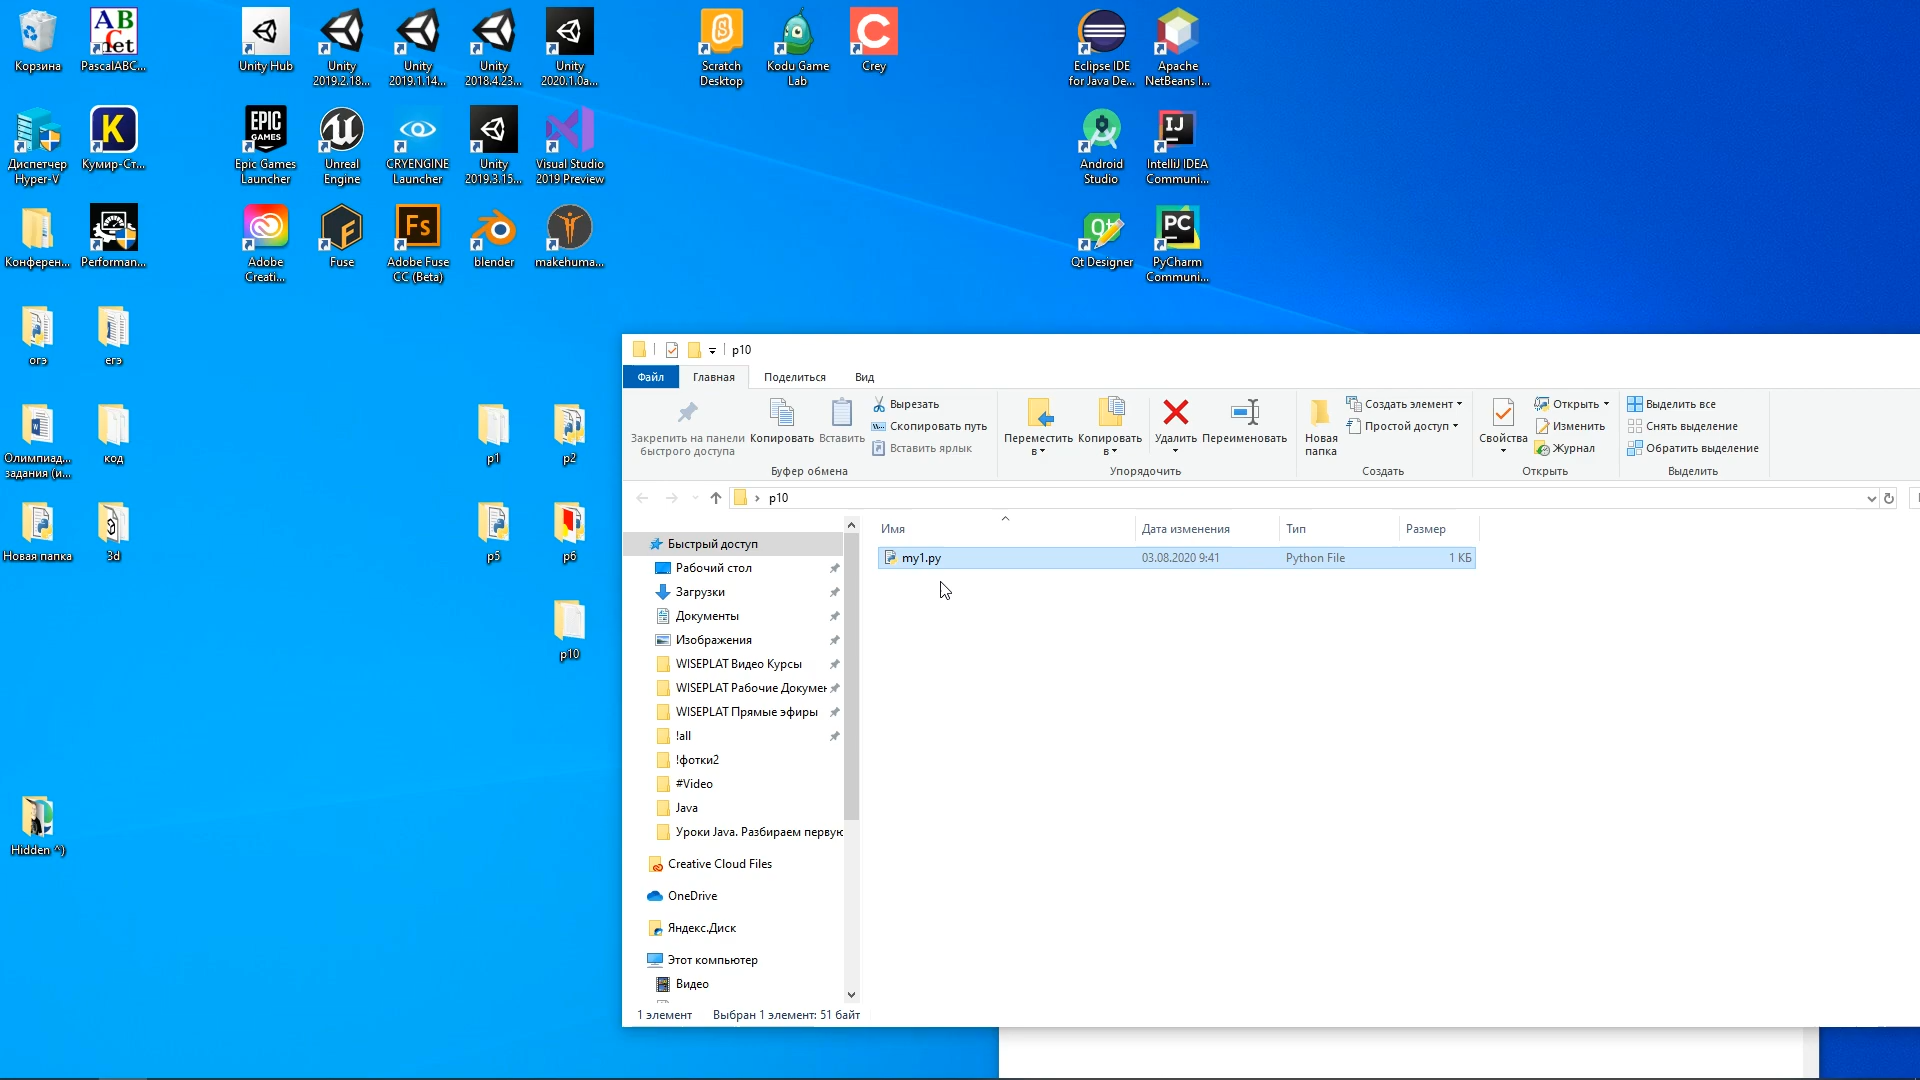 Корзина
PascalABC...
Unity Hub
Unity
2019.2.18...
Unity
2019.1.14...
Unity
2018.4.23...
Unity
2020.1.0a...
Scratch
Desktop
Kodu Game
Lab
Crey
Eclipse IDE
for Java De...
Apache
NetBeans I...
Диспетчер
Hyper-V
Кумир-Ст...
Epic Games
Launcher
Unreal
Engine
CRYENGINE
Launcher
Unity
2019.3.15...
Visual Studio
2019 Preview
Android
Studio
IntelliJ IDEA
Communi...
Конферен...
Performan...
Adobe
Creati...
Fuse
Adobe Fuse
CC (Beta)
blender
makehuma...
Qt Designer
PyCharm
Communi...
огэ
егэ
Олимпиад...
задания (и...
код
p1
p2
Новая папка
3d
p5
p6
p10
Hidden ^)
p10
Файл
Главная
Поделиться
Вид
Закрепить на панели
быстрого доступа
Копировать
Вставить
Вырезать
Скопировать путь
Вставить ярлык
Буфер обмена
Переместить
в
Копировать
в
Удалить
Переименовать
Упорядочить
Новая
папка
Создать элемент
Простой доступ
Создать
Свойства
Открыть
Изменить
Журнал
Открыть
Выделить все
Снять выделение
Обратить выделение
Выделить
p10
Имя
Дата изменения
Тип
Размер
my1.py
03.08.2020 9:41
Python File
1 КБ
Быстрый доступ
Рабочий стол
Загрузки
Документы
Изображения
WISEPLAT Видео Курсы
WISEPLAT Рабочие Докумен
WISEPLAT Прямые эфиры
!all
!фотки2
#Video
Java
Уроки Java. Разбираем первую
Creative Cloud Files
OneDrive
Яндекс.Диск
Этот компьютер
Видео
1 элемент
Выбран 1 элемент: 51 байт